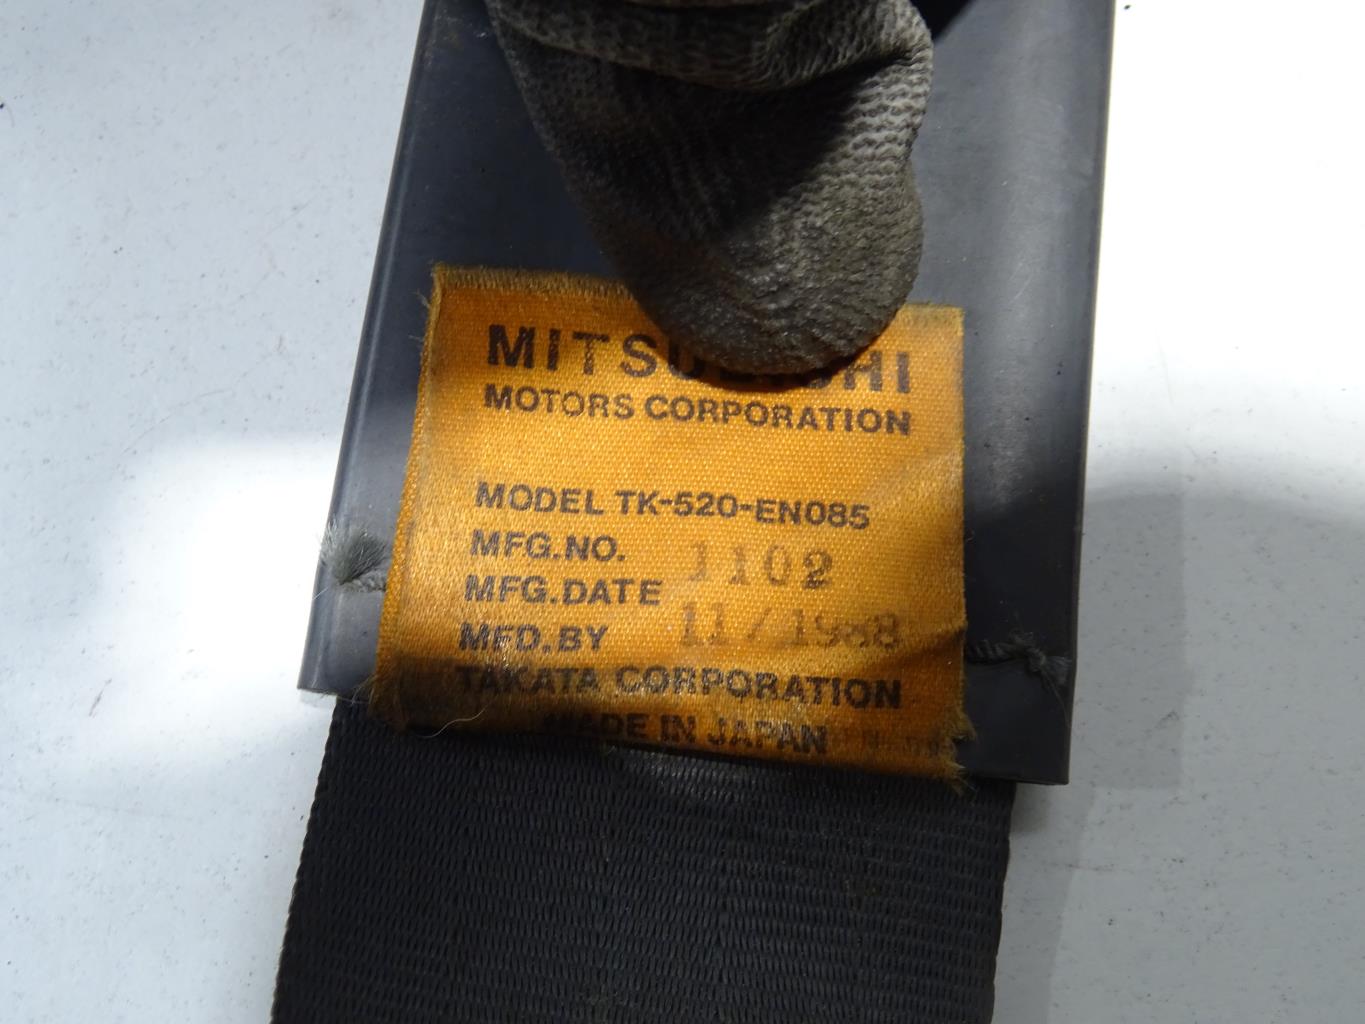 MITSUBISHI
MOTORS CORPORATION
MODEL TK-520-EN085
MFG.NO. 1102
MFG.DATE 11/1988
MFD.BY
TAKATA CORPORATION
MADE IN JAPAN